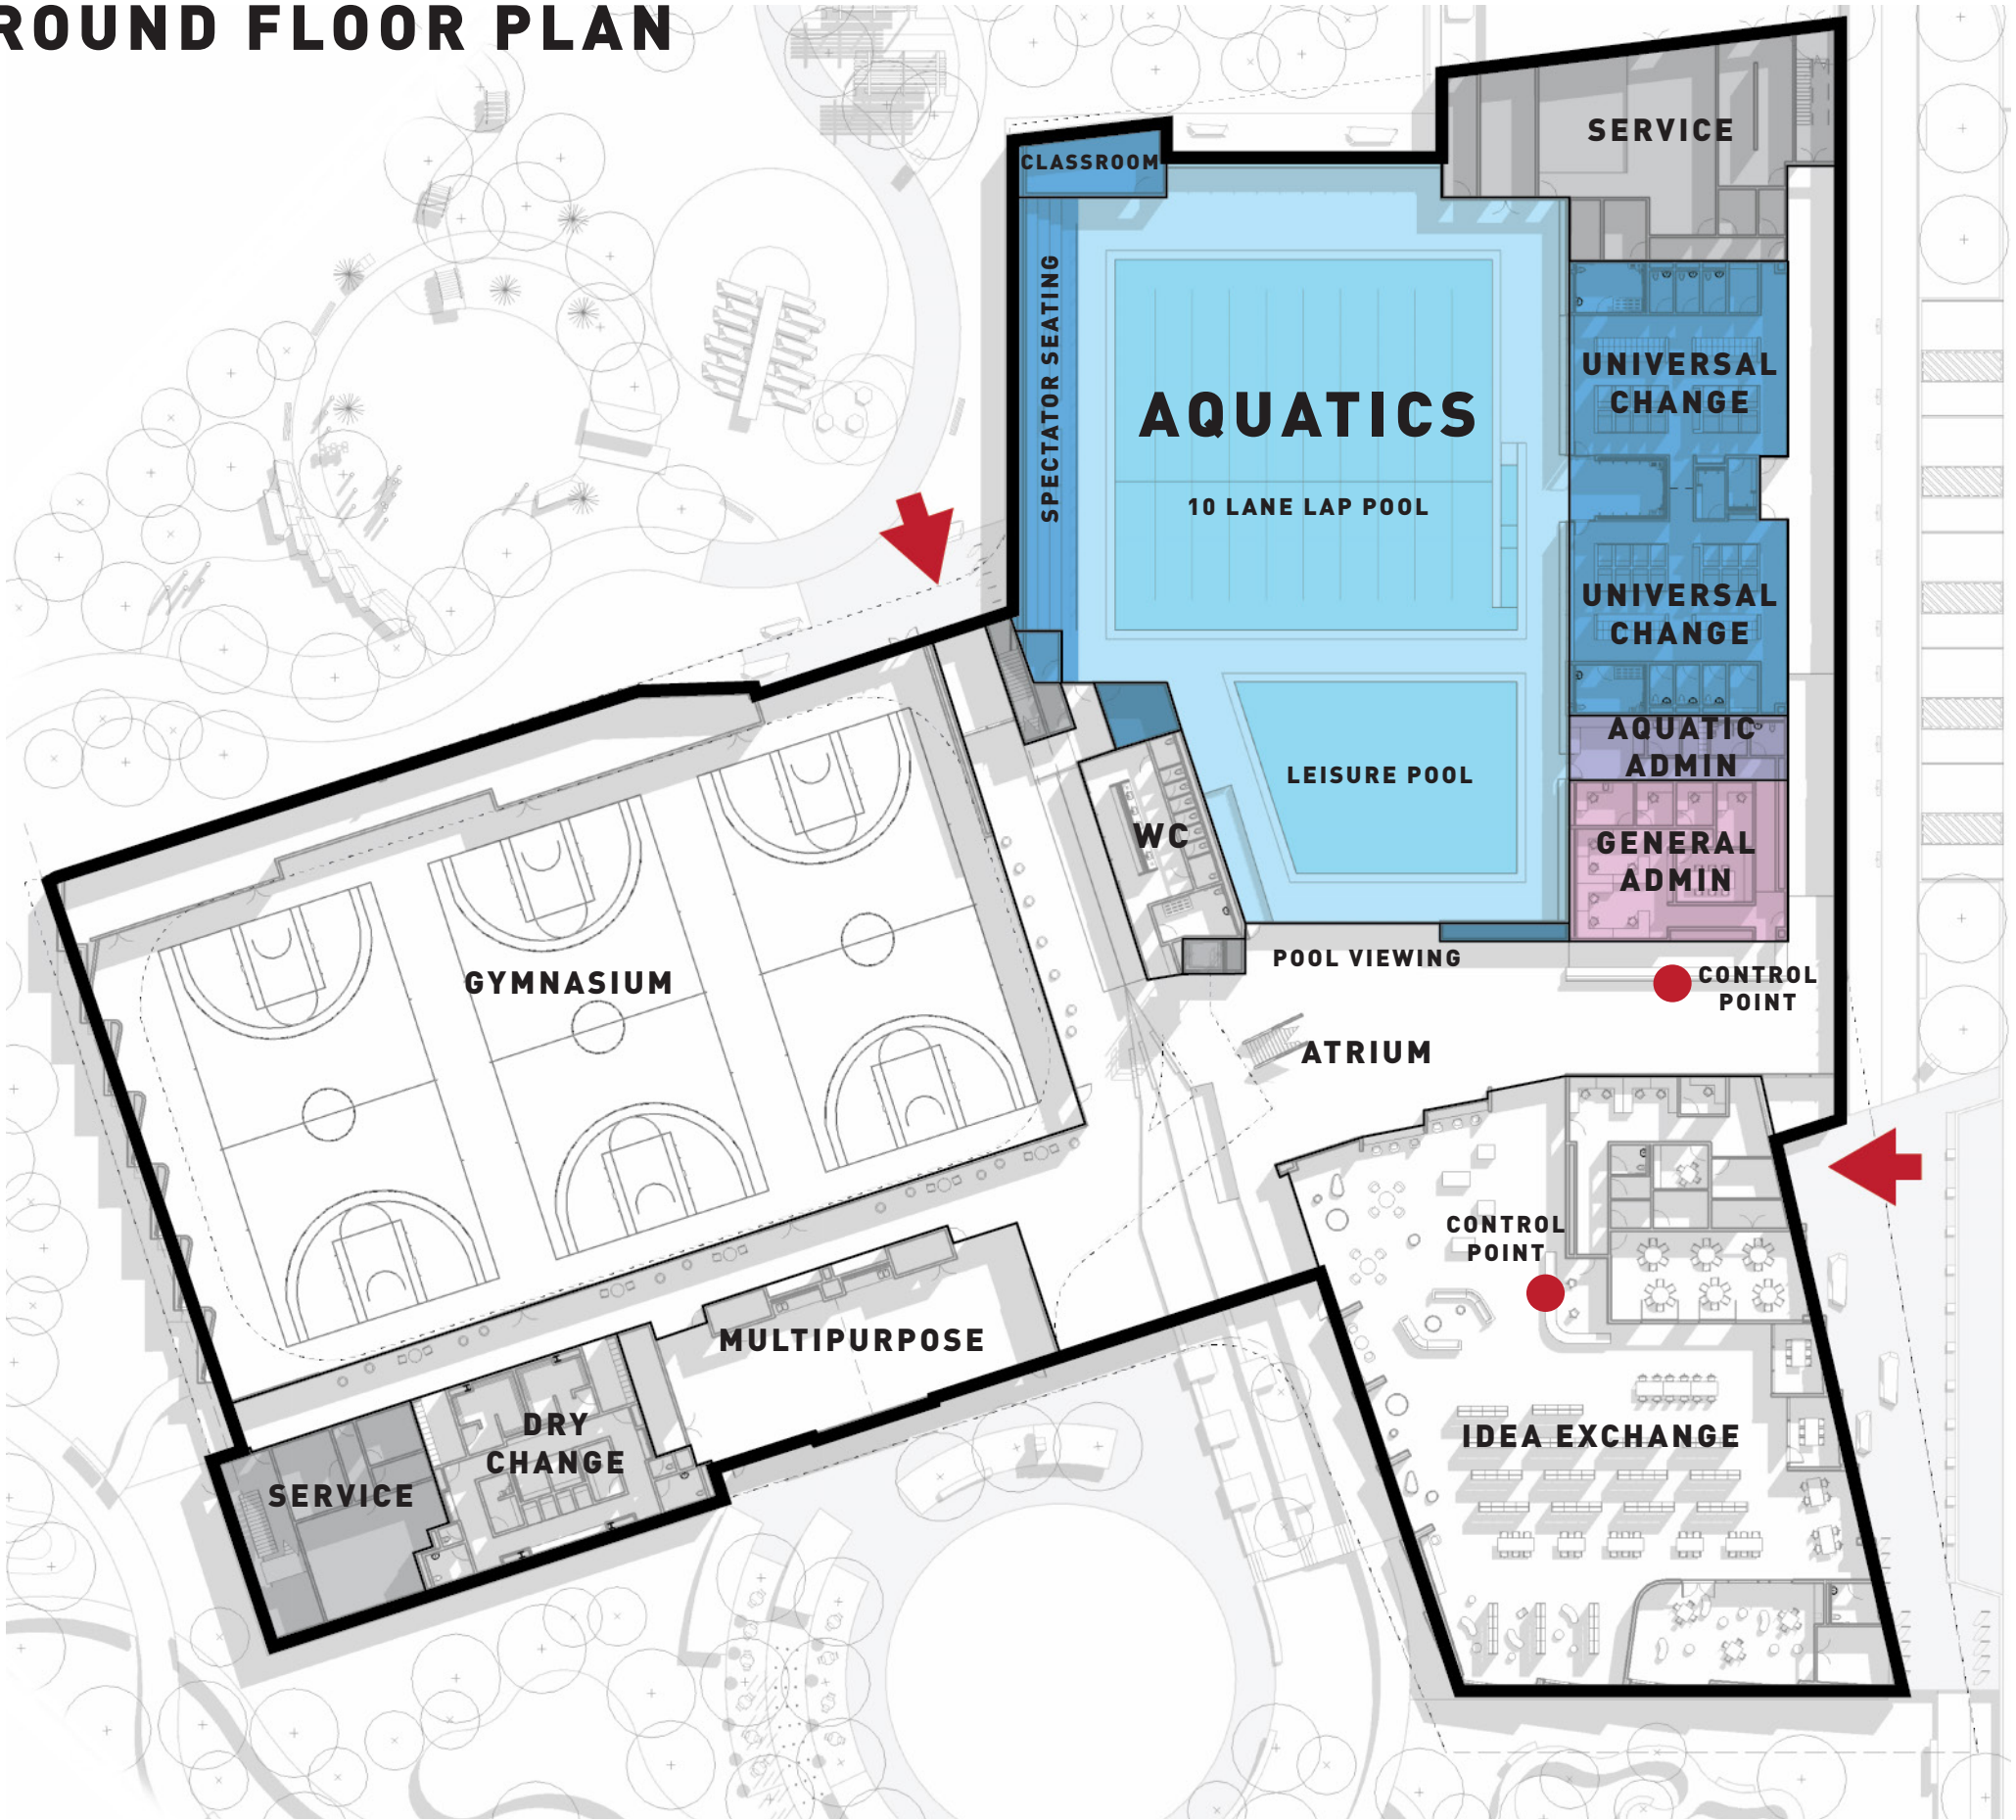 ROUND FLOOR PLAN
SERVICE
CLASSROOM
SPECTATOR SEATING
AQUATICS
10 LANE LAP POOL
UNIVERSAL
CHANGE
UNIVERSAL
CHANGE
AQUATIC
ADMIN
LEISURE POOL
WC
GENERAL
ADMIN
POOL VIEWING
CONTROL
POINT
GYMNASIUM
ATRIUM
CONTROL
POINT
MULTIPURPOSE
DRY
CHANGE
IDEA EXCHANGE
SERVICE